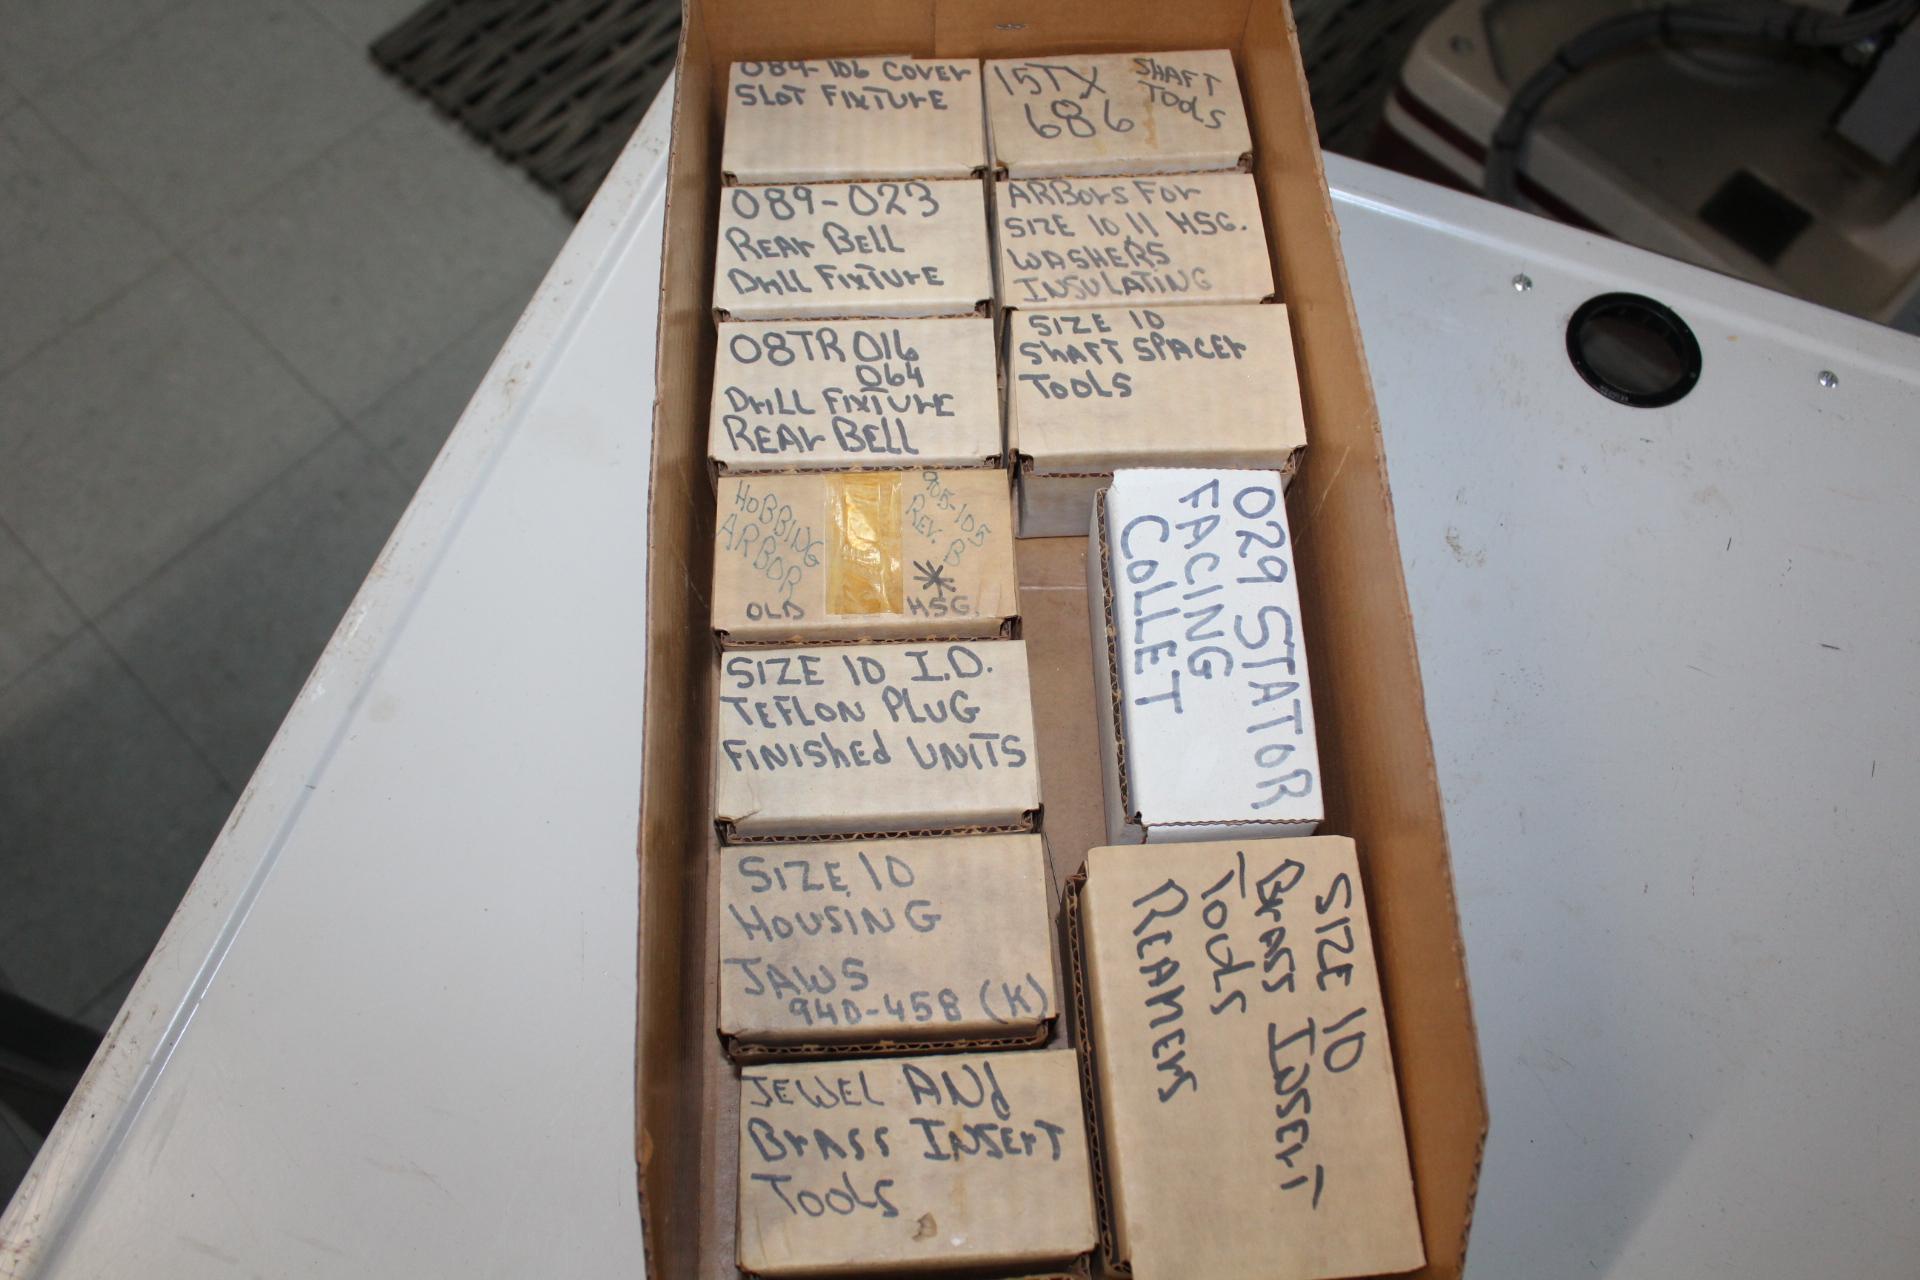 089-106 COVEr
SLOT FIXTUrE
15TX
686
SHAFT
TOOLS
089-023
REAr BELL
DrILL FIXTUrE
ARBOrS FOr
SIZE 10,11 HSG.
WASHERS
INSULATING
08TR016
064
DrILL FIXTUrE
REAr BELL
SIZE 10
ShAFT SPACEr
TOOLS
HOBBING
ARBOR
OLD
905-105
REV. B
*
HSG.
029 STATOR
FACING
COLLET
SIZE 10 I.D.
TEFLON PLUG
FINIShEd UNITS
SIZE 10
HOUSING
JAWS
940-458 (K)
SIZE 10
BrASS INSErT
TOOLS
REAMErS
JEWEL ANd
BrASS INSErT
TOOLS